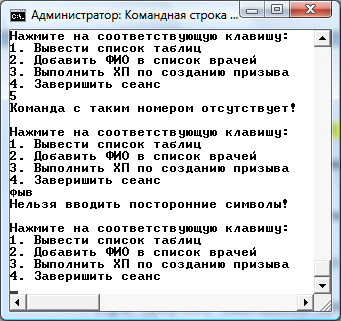 Администратор: Командная строка ...
Нажмите на соответствующую клавишу:
1. Вывести список таблиц
2. Добавить ФИО в список врачей
3. Выполнить ХП по созданию призыва
4. Заверишить сеанс
5
Команда с таким номером отсутствует!
Нажмите на соответствующую клавишу:
1. Вывести список таблиц
2. Добавить ФИО в список врачей
3. Выполнить ХП по созданию призыва
4. Заверишить сеанс
фыв
Нельзя вводить посторонние символы!
Нажмите на соответствующую клавишу:
1. Вывести список таблиц
2. Добавить ФИО в список врачей
3. Выполнить ХП по созданию призыва
4. Заверишить сеанс